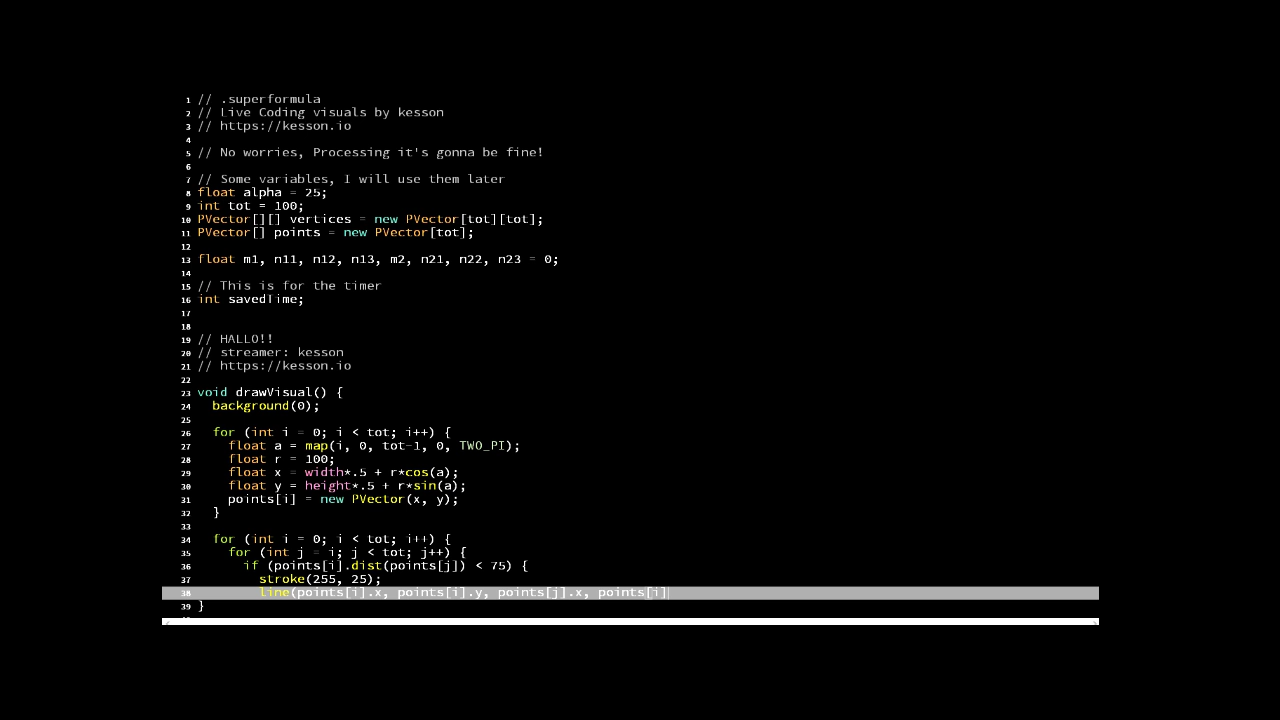 1 // .superformula
2 // Live Coding visuals by kesson
3 // https://kesson.io
4
5 // No worries, Processing it's gonna be fine!
6
7 // Some variables, I will use them later
8 float alpha = 25;
9 int tot = 100;
10 PVector[][] vertices = new PVector[tot][tot];
11 PVector[] points = new PVector[tot];
12
13 float m1, n11, n12, n13, m2, n21, n22, n23 = 0;
14
15 // This is for the timer
16 int savedTime;
17
18
19 // HALLO!!
20 // streamer: kesson
21 // https://kesson.io
22
23 void drawVisual() {
24   background(0);
25
26   for (int i = 0; i < tot; i++) {
27     float a = map(i, 0, tot-1, 0, TWO_PI);
28     float r = 100;
29     float x = width*.5 + r*cos(a);
30     float y = height*.5 + r*sin(a);
31     points[i] = new PVector(x, y);
32   }
33
34   for (int i = 0; i < tot; i++) {
35     for (int j = i; j < tot; j++) {
36       if (points[i].dist(points[j]) < 75) {
37         stroke(255, 25);
38         line(points[i].x, points[i].y, points[j].x, points[i]
39 }